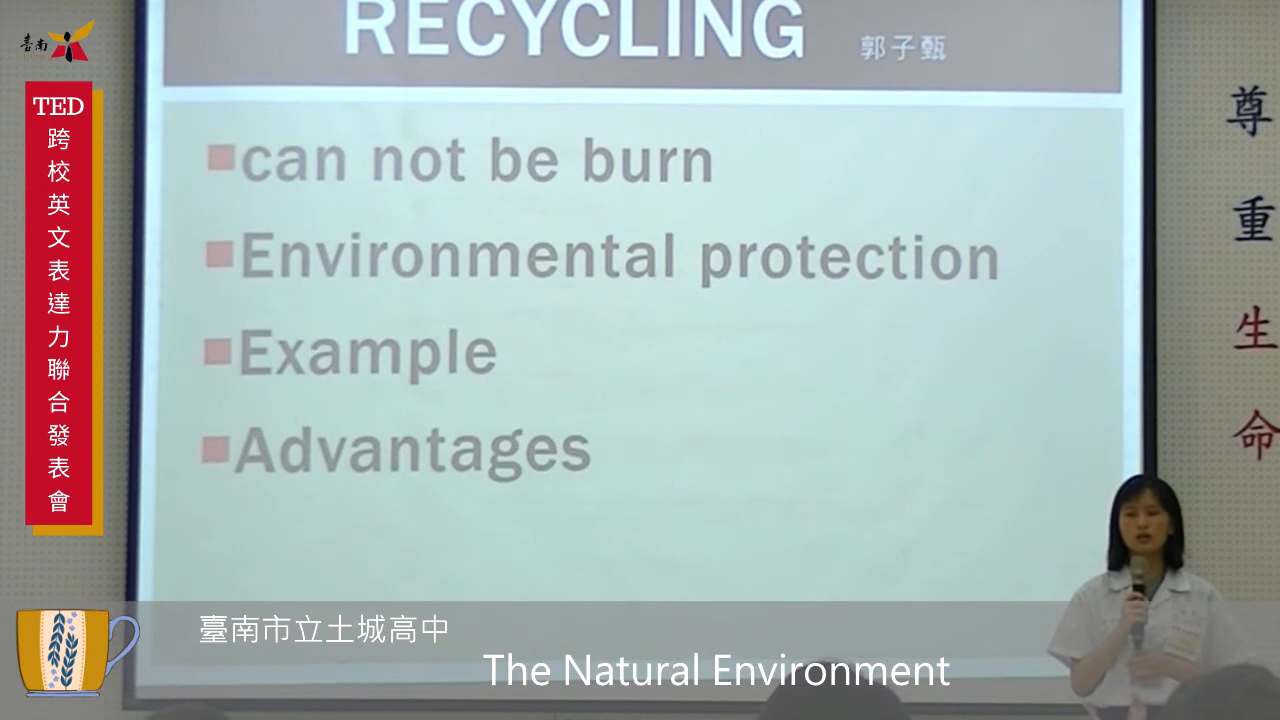 臺南
TED
跨校英文表達力聯合發表會
RECYCLING
郭子甄
can not be burn
Environmental protection
Example
Advantages
尊重生命
臺南市立土城高中
The Natural Environment